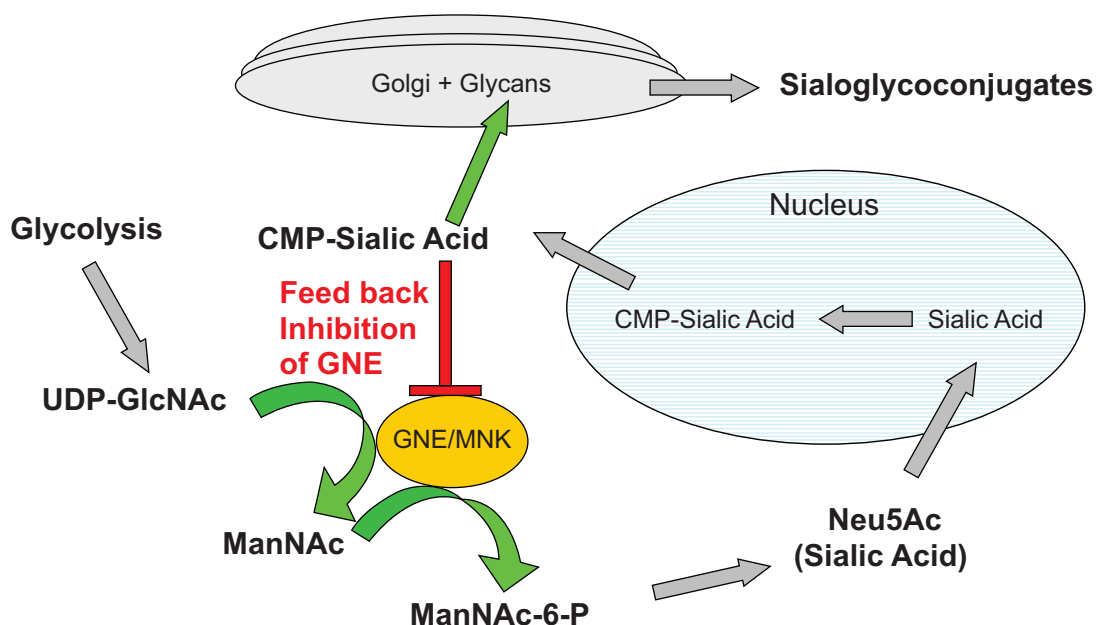 Golgi + Glycans
Sialoglycoconjugates
Nucleus
Glycolysis
CMP-Sialic Acid
Feed back
Inhibition
of GNE
CMP-Sialic Acid
Sialic Acid
UDP-GlcNAc
GNE/MNK
ManNAc
Neu5Ac
(Sialic Acid)
ManNAc-6-P